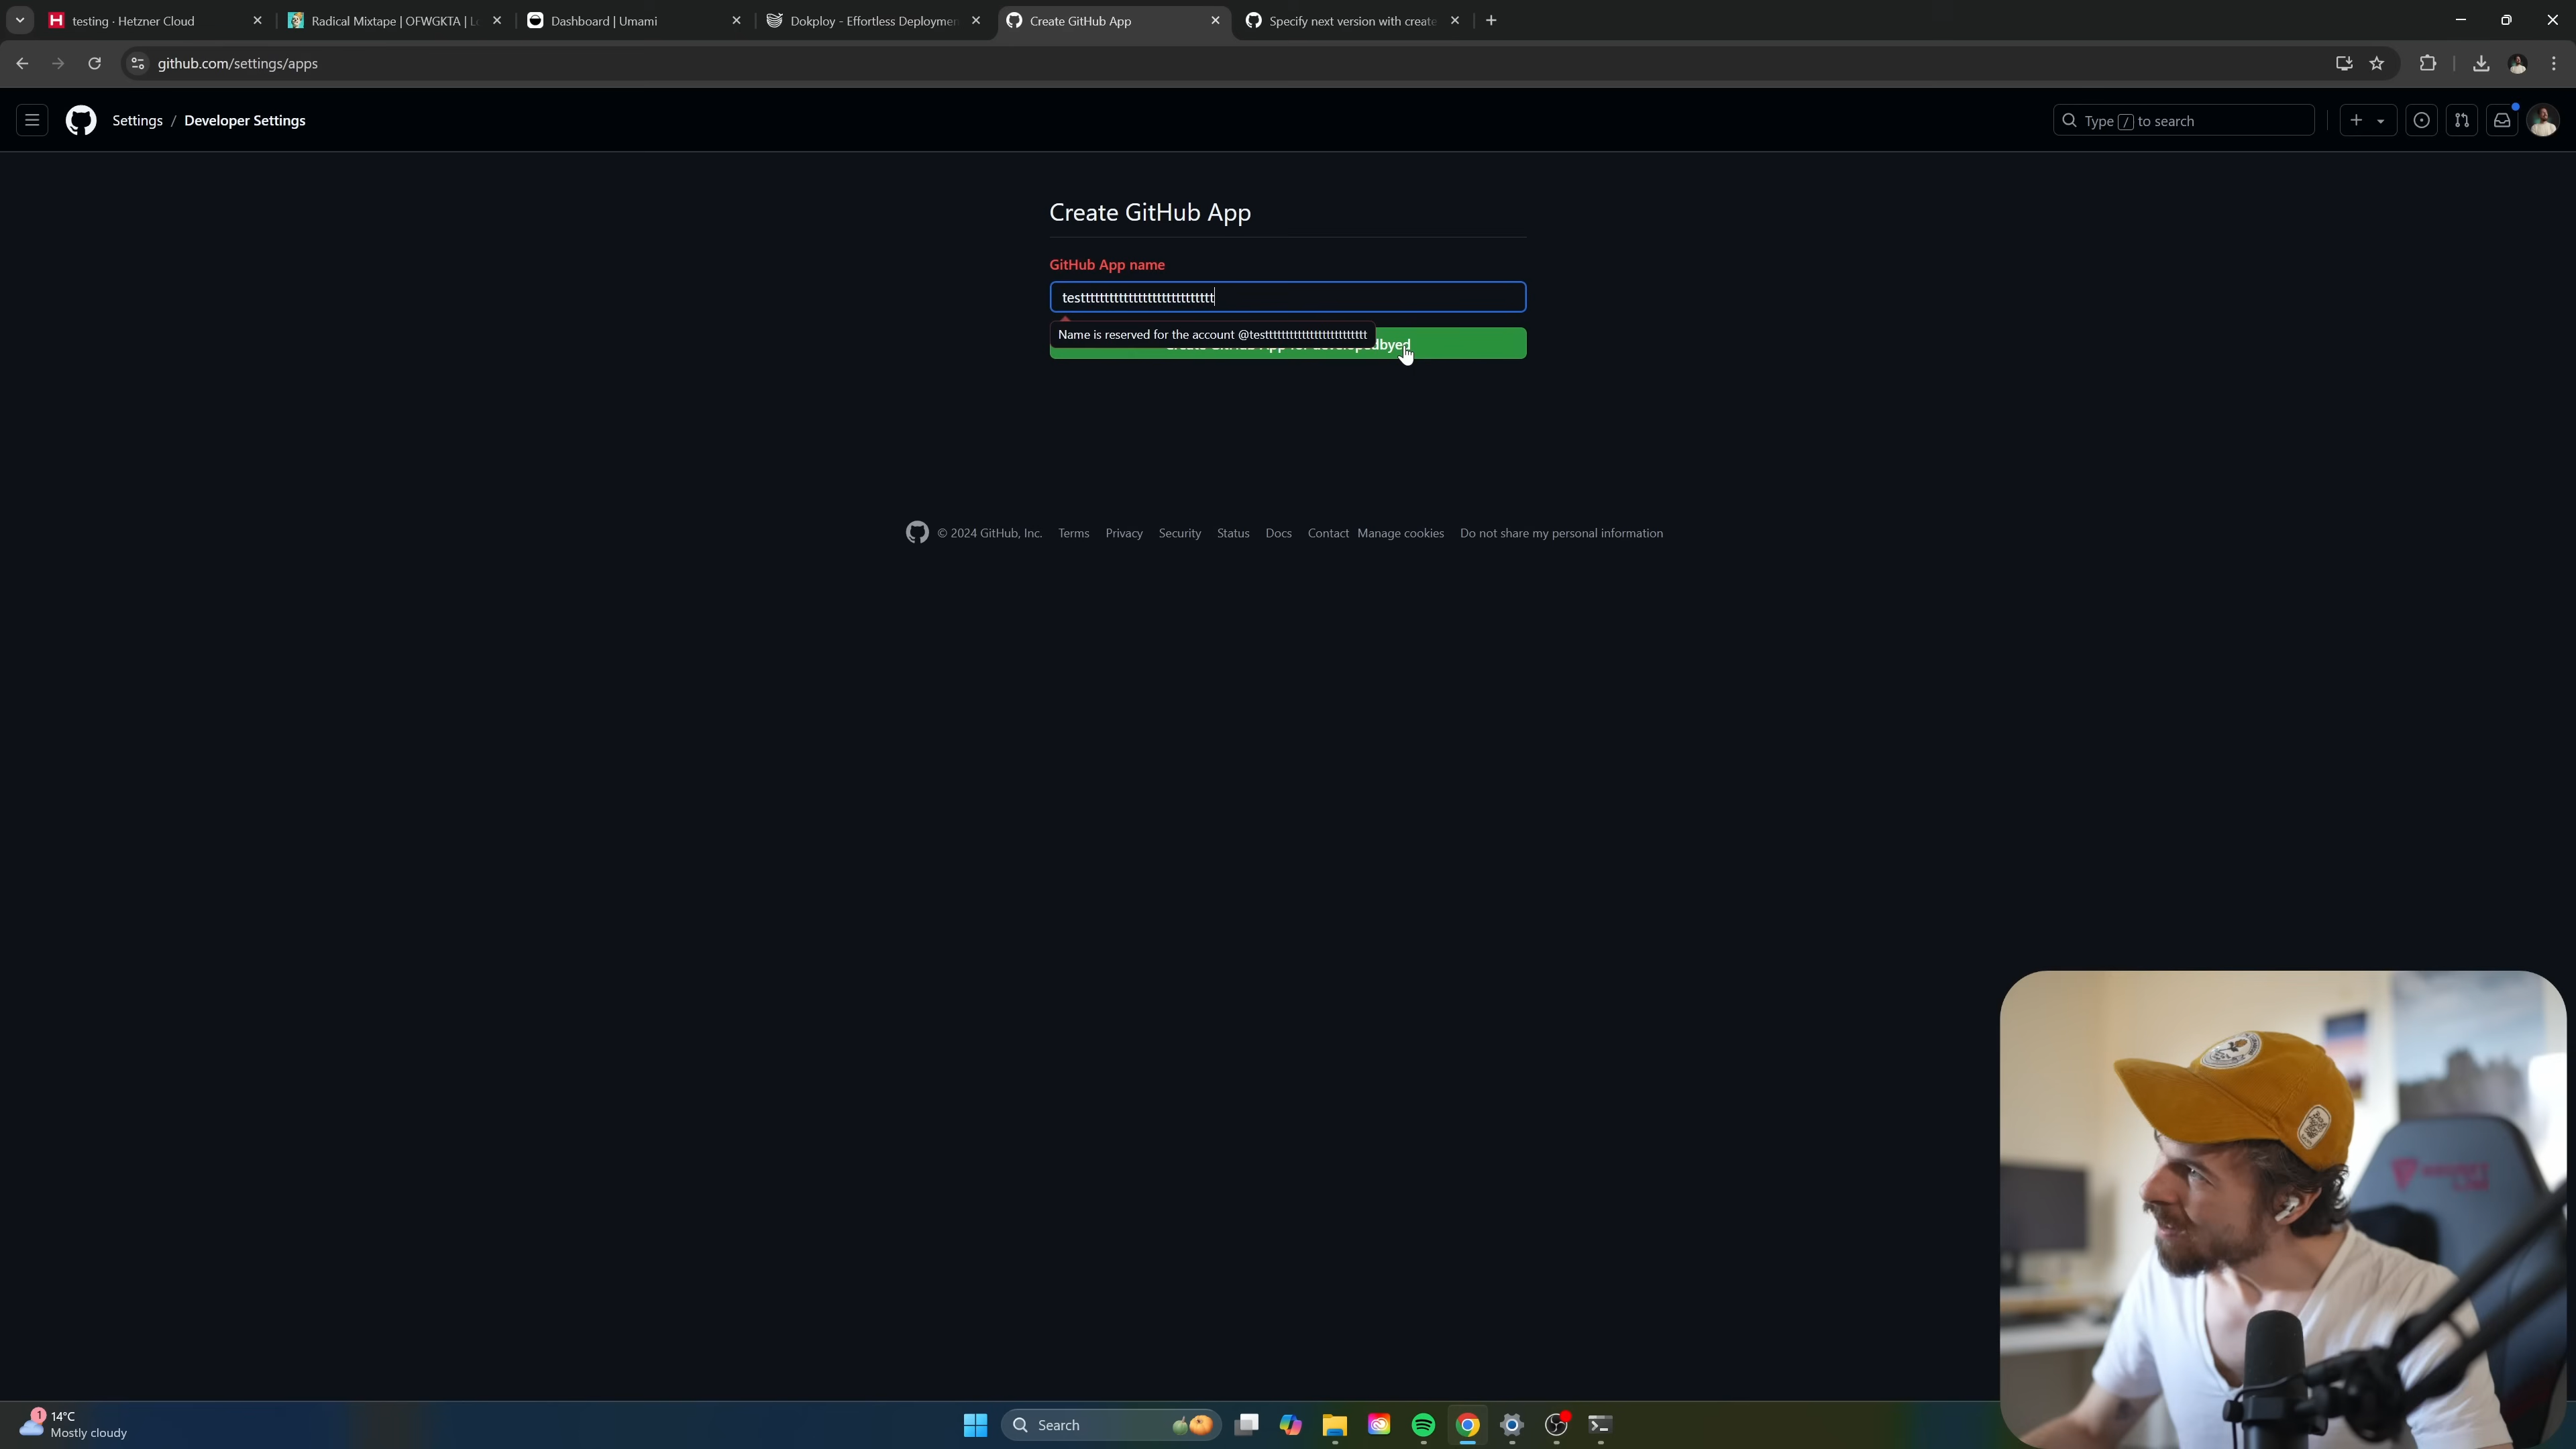 testing · Hetzner Cloud
Radical Mixtape | OFWGKTA |
Dashboard | Umami
Dokploy - Effortless Deploymen
Create GitHub App
Specify next version with create
github.com/settings/apps
Settings / Developer Settings
Type / to search
Create GitHub App
GitHub App name
Name is reserved for the account
dbyed
© 2024 GitHub, Inc. Terms Privacy Security Status Docs Contact Manage cookies Do not share my personal information
1
14°C
Mostly cloudy
Search